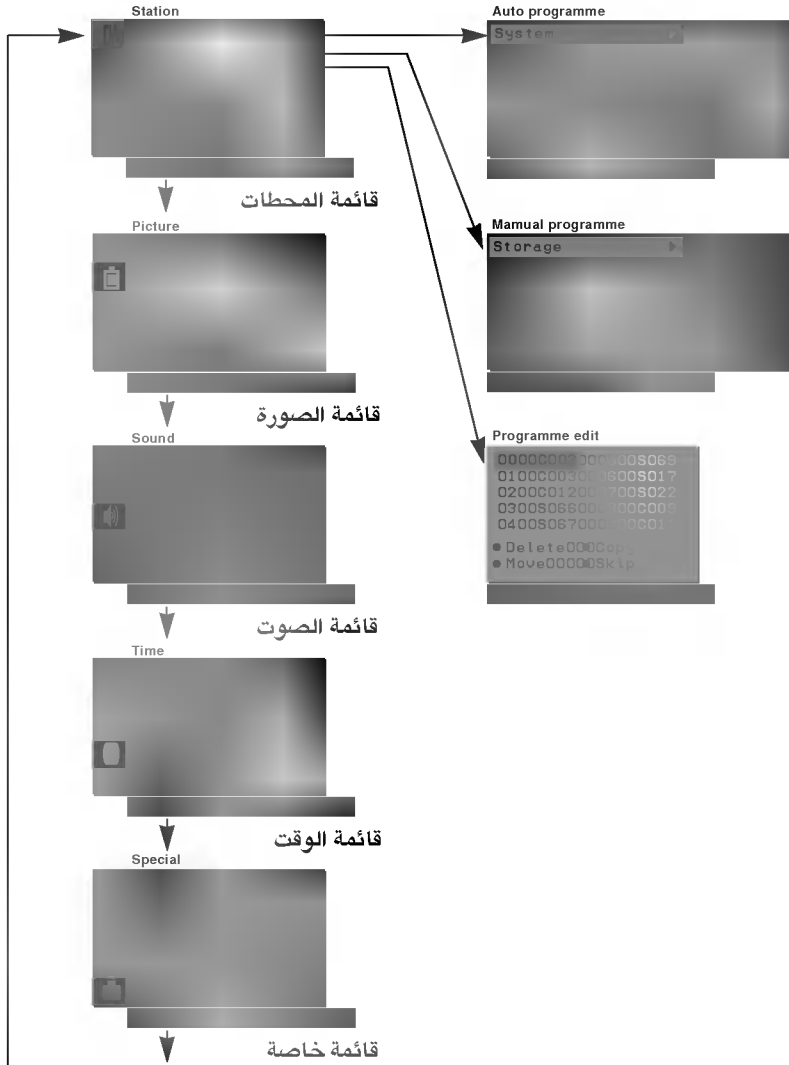 Station
قائمة المحطات
Picture
قائمة الصورة
Sound
قائمة الصوت
Time
قائمة الوقت
Special
قائمة خاصة
Auto programme
System
Manual programme
Storage
Programme edit
Delete
Copy
Move
Skip